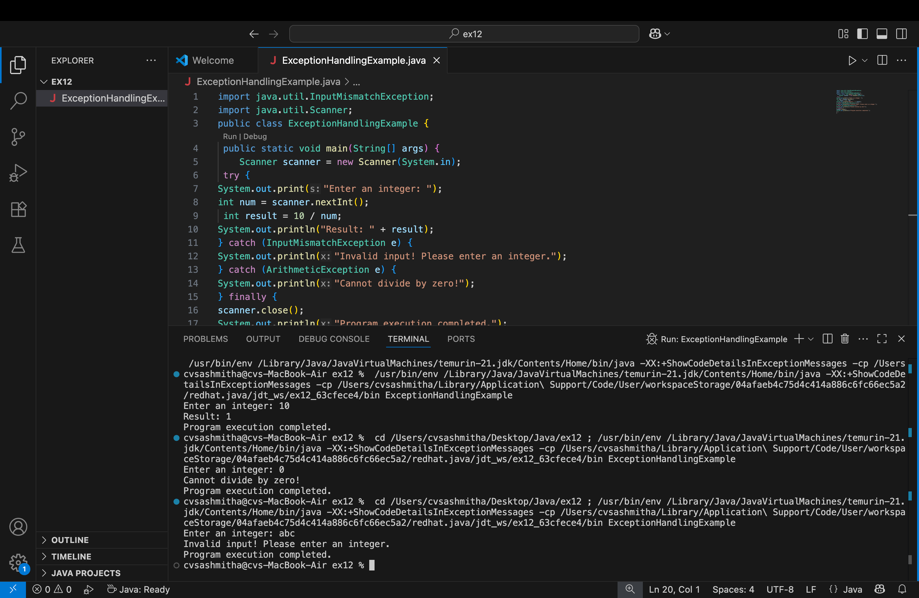 ex12
EXPLORER
Welcome
J ExceptionHandlingExample.java
EX12
J ExceptionHandlingExample.java > ...
J ExceptionHandlingEx...
1 import java.util.InputMismatchException;
2 import java.util.Scanner;
3 public class ExceptionHandlingExample {
Run | Debug
4 public static void main(String[] args) {
5 Scanner scanner = new Scanner(System.in);
6 try {
7 System.out.print(s:"Enter an integer: ");
8 int num = scanner.nextInt();
9 int result = 10 / num;
10 System.out.println("Result: " + result);
11 } catch (InputMismatchException e) {
12 System.out.println(x:"Invalid input! Please enter an integer.");
13 } catch (ArithmeticException e) {
14 System.out.println(x:"Cannot divide by zero!");
15 } finally {
16 scanner.close();
17 System.out.println(x:"Program execution completed.");
PROBLEMS OUTPUT DEBUG CONSOLE TERMINAL PORTS
Run: ExceptionHandlingExample
/usr/bin/env /Library/Java/JavaVirtualMachines/temurin-21.jdk/Contents/Home/bin/java -XX:+ShowCodeDetailsInExceptionMessages -cp /Users
cvsashmitha@cvs-MacBook-Air ex12 % /usr/bin/env /Library/Java/JavaVirtualMachines/temurin-21.jdk/Contents/Home/bin/java -XX:+ShowCodeDe
tailsInExceptionMessages -cp /Users/cvsashmitha/Library/Application\ Support/Code/User/workspaceStorage/04afaeb4c75d4c414a886c6fc66ec5a2
/redhat.java/jdt_ws/ex12_63cfece4/bin ExceptionHandlingExample
Enter an integer: 10
Result: 1
Program execution completed.
cvsashmitha@cvs-MacBook-Air ex12 % cd /Users/cvsashmitha/Desktop/Java/ex12 ; /usr/bin/env /Library/Java/JavaVirtualMachines/temurin-21.
jdk/Contents/Home/bin/java -XX:+ShowCodeDetailsInExceptionMessages -cp /Users/cvsashmitha/Library/Application\ Support/Code/User/workspa
ceStorage/04afaeb4c75d4c414a886c6fc66ec5a2/redhat.java/jdt_ws/ex12_63cfece4/bin ExceptionHandlingExample
Enter an integer: 0
Cannot divide by zero!
Program execution completed.
cvsashmitha@cvs-MacBook-Air ex12 % cd /Users/cvsashmitha/Desktop/Java/ex12 ; /usr/bin/env /Library/Java/JavaVirtualMachines/temurin-21.
jdk/Contents/Home/bin/java -XX:+ShowCodeDetailsInExceptionMessages -cp /Users/cvsashmitha/Library/Application\ Support/Code/User/workspa
ceStorage/04afaeb4c75d4c414a886c6fc66ec5a2/redhat.java/jdt_ws/ex12_63cfece4/bin ExceptionHandlingExample
Enter an integer: abc
Invalid input! Please enter an integer.
Program execution completed.
cvsashmitha@cvs-MacBook-Air ex12 %
OUTLINE
TIMELINE
JAVA PROJECTS
1
0 0 Java: Ready
Ln 20, Col 1 Spaces: 4 UTF-8 LF {} Java